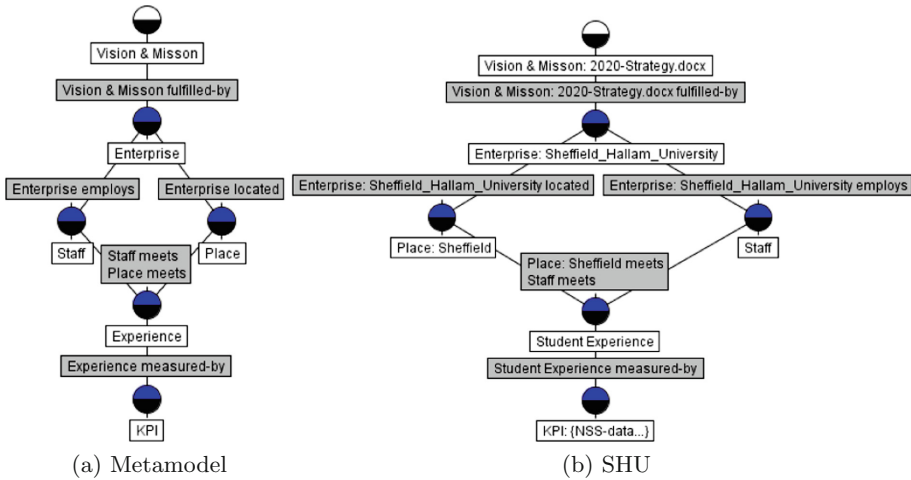 Vision & Misson
Vision & Misson fulfilled-by
Enterprise
Enterprise employs
Enterprise located
Staff
Place
Staff meets
Place meets
Experience
Experience measured-by
KPI
(a) Metamodel
Vision & Misson: 2020-Strategy.docx
Vision & Misson: 2020-Strategy.docx fulfilled-by
Enterprise: Sheffield_Hallam_University
Enterprise: Sheffield_Hallam_University located
Enterprise: Sheffield_Hallam_University employs
Place: Sheffield
Staff
Place: Sheffield meets
Staff meets
Student Experience
Student Experience measured-by
KPI: {NSS-data...}
(b) SHU